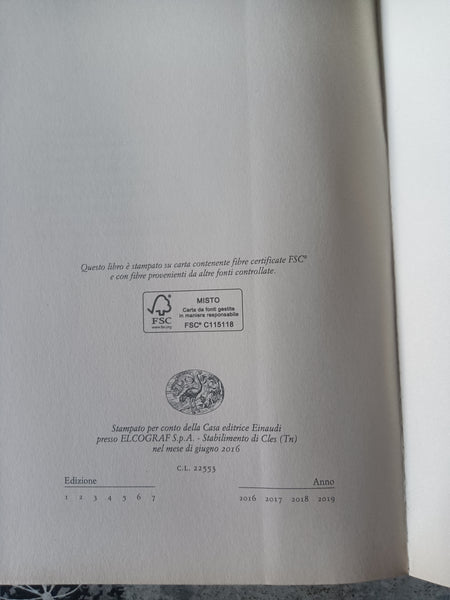 Questo libro è stampato su carta contenente fibre certificate FSC®
e con fibre provenienti da altre fonti controllate.
MISTO
Carta da fonti gestite
in maniera responsabile
FSC® C115118
FSC
www.fsc.org
Stampato per conto della Casa editrice Einaudi
presso ELCOGRAF S.p.A. - Stabilimento di Cles (Tn)
nel mese di giugno 2016
C.L. 22553
Edizione Anno
1 2 3 4 5 6 7 2016 2017 2018 2019